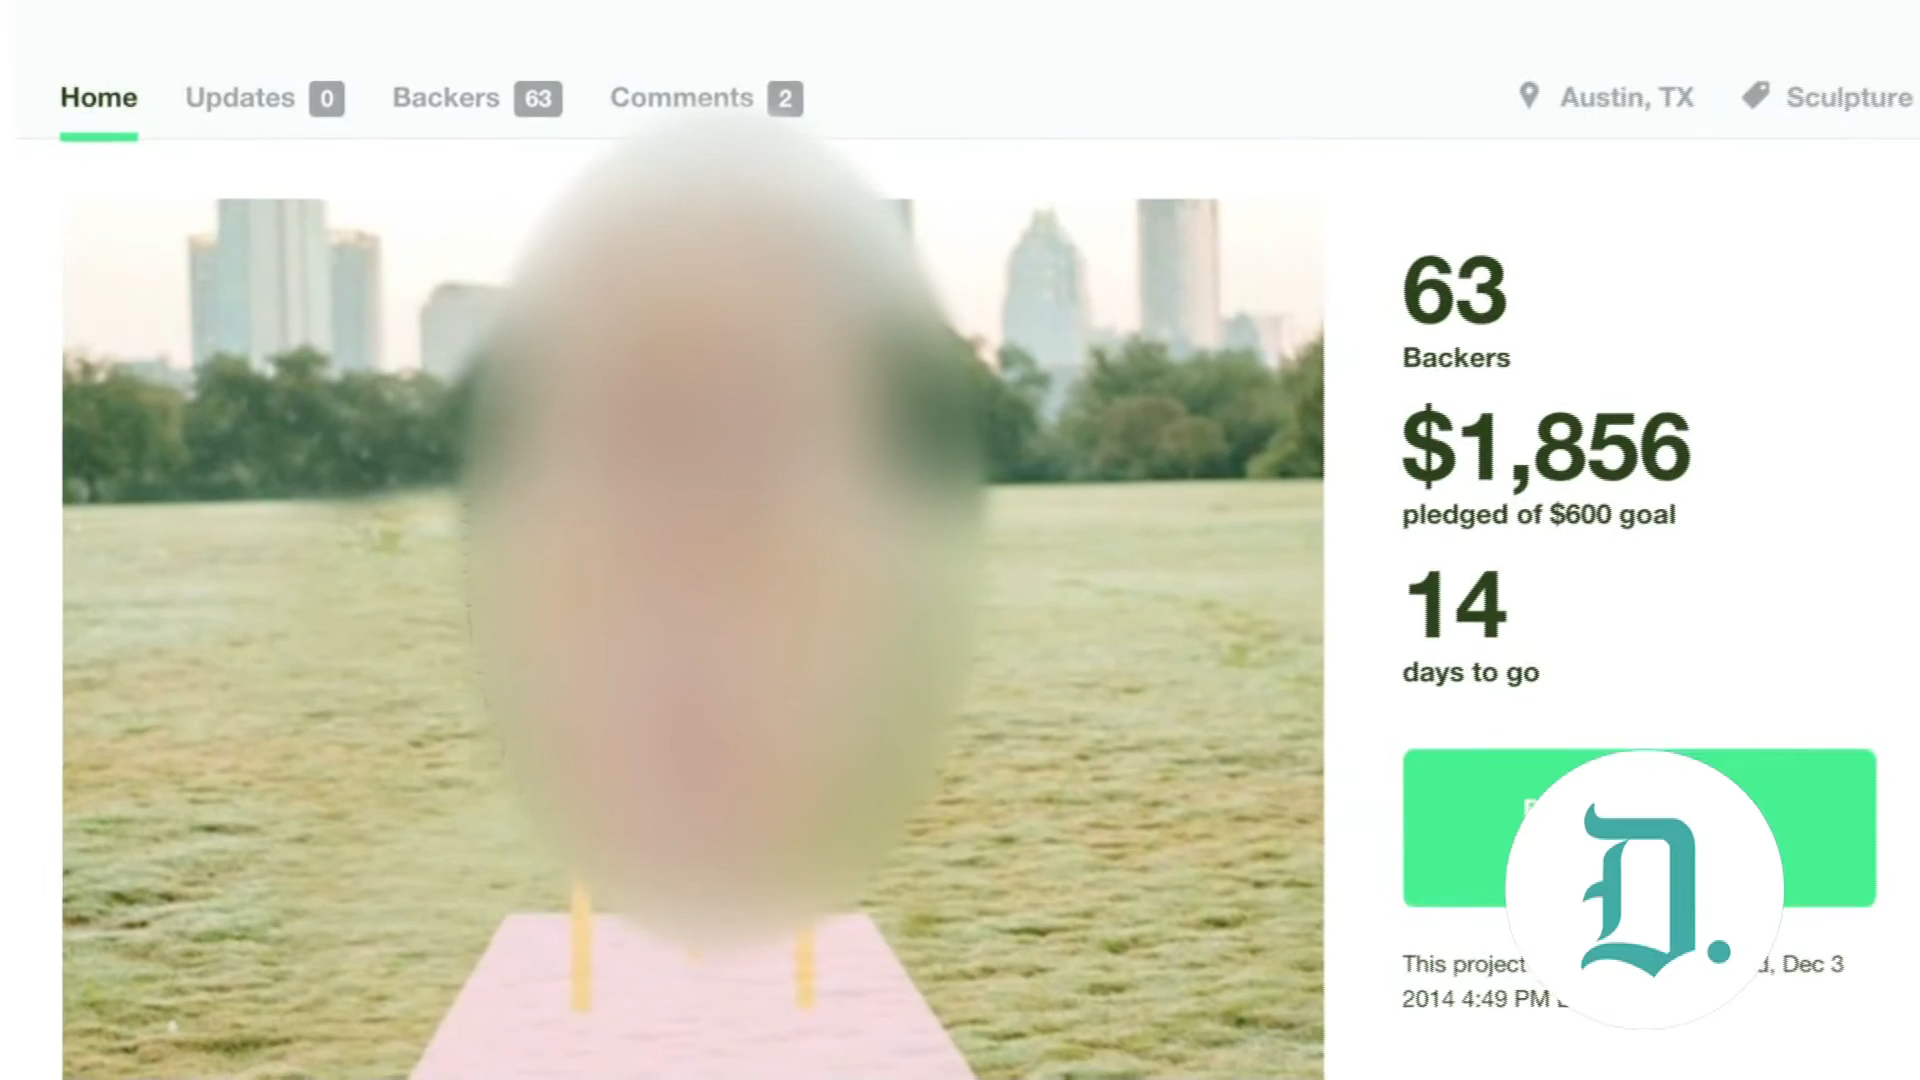 Home Updates 0 Backers 63 Comments 2 Austin, TX Sculpture
63
Backers
$1,856
pledged of $600 goal
14
days to go
This project Dec 3
2014 4:49 PM
D.